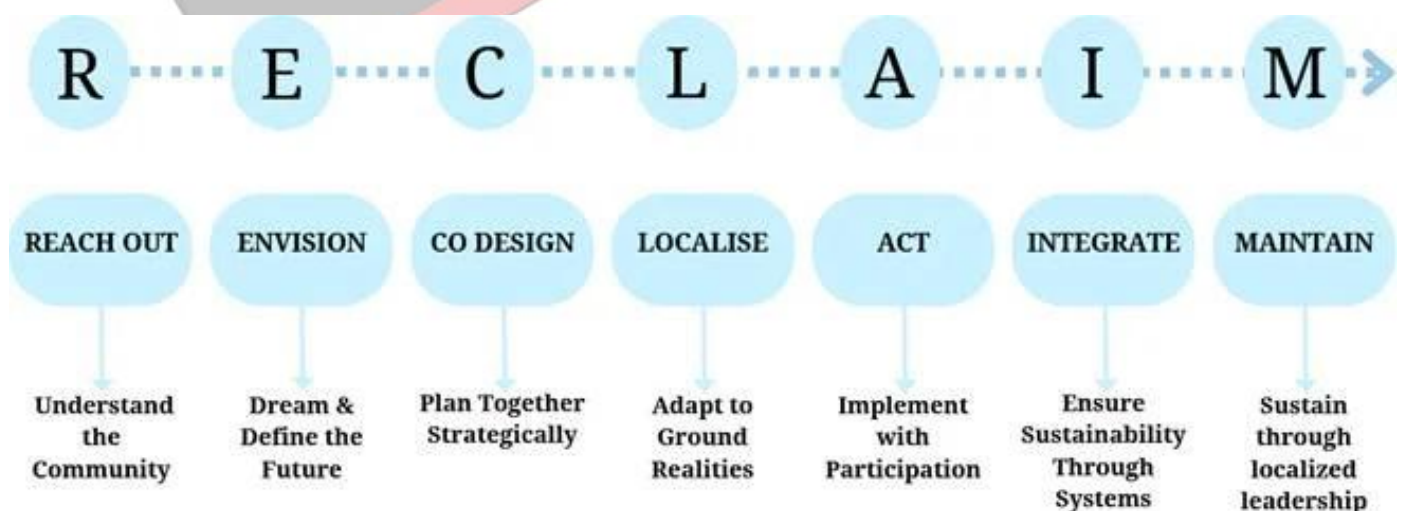 R E C L A I M
REACH OUT ENVISION CO DESIGN LOCALISE ACT INTEGRATE MAINTAIN
Understand
the
Community
Dream &
Define the
Future
Plan Together
Strategically
Adapt to
Ground
Realities
Implement
with
Participation
Ensure
Sustainability
Through
Systems
Sustain
through
localized
leadership